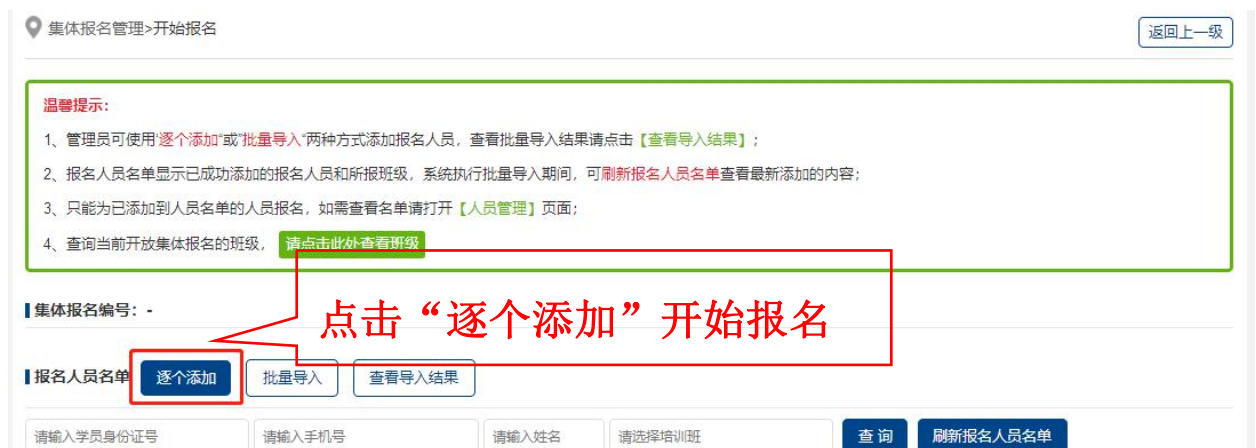 集体报名管理>开始报名
返回上一级
温馨提示：
1、管理员可使用"逐个添加"或"批量导入"两种方式添加报名人员，查看批量导入结果请点击【查看导入结果】；
2、报名人员名单显示已成功添加的报名人员和所报班级，系统执行批量导入期间，可刷新报名人员名单查看最新添加的内容；
3、只能为已添加到人员名单的人员报名，如需查看名单请打开【人员管理】页面；
4、查询当前开放集体报名的班级， 请点击此处查看班级
集体报名编号：-
点击“逐个添加”开始报名
报名人员名单 逐个添加 批量导入 查看导入结果
请输入学员身份证号 请输入手机号 请输入姓名 请选择培训班 查 询 刷新报名人员名单